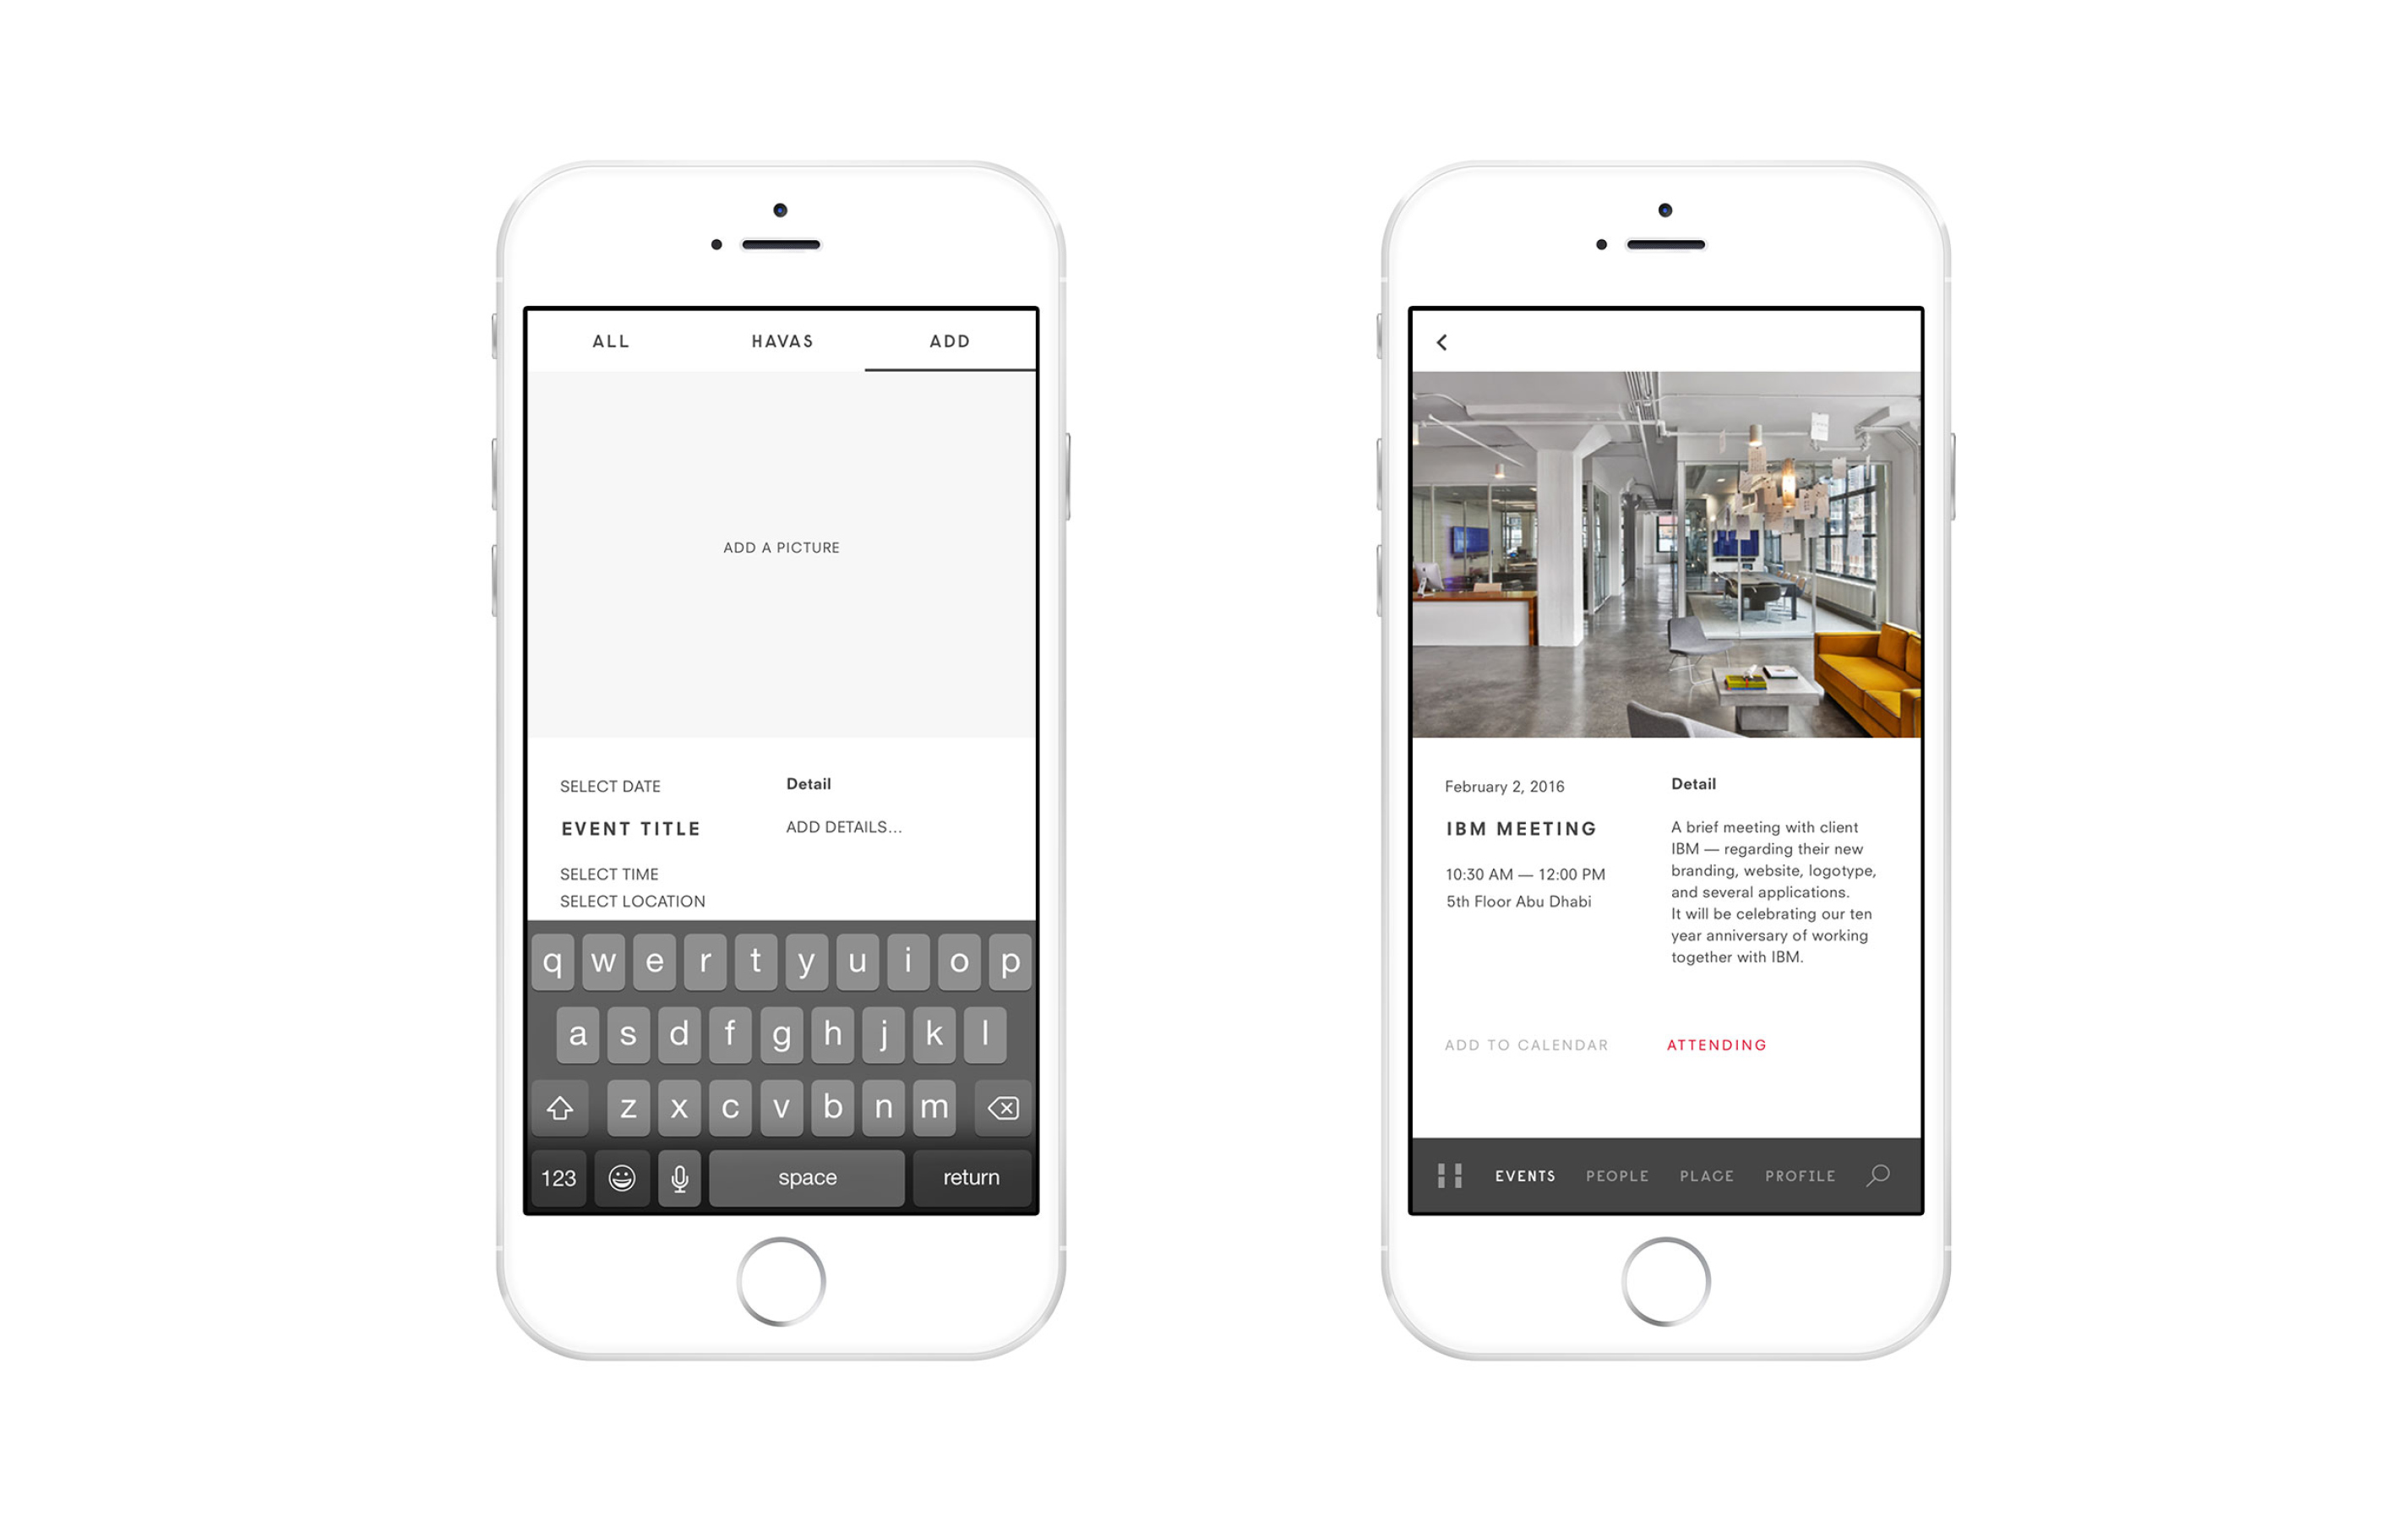 ALL HAVAS ADD
ADD A PICTURE
SELECT DATE
EVENT TITLE
SELECT TIME
SELECT LOCATION
Detail
ADD DETAILS...
q w e r t y u i o p
a s d f g h j k l
z x c v b n m
123 space return
February 2, 2016
IBM MEETING
10:30 AM — 12:00 PM
5th Floor Abu Dhabi
Detail
A brief meeting with client
IBM — regarding their new
branding, website, logotype,
and several applications.
It will be celebrating our ten
year anniversary of working
together with IBM.
ADD TO CALENDAR ATTENDING
EVENTS PEOPLE PLACE PROFILE